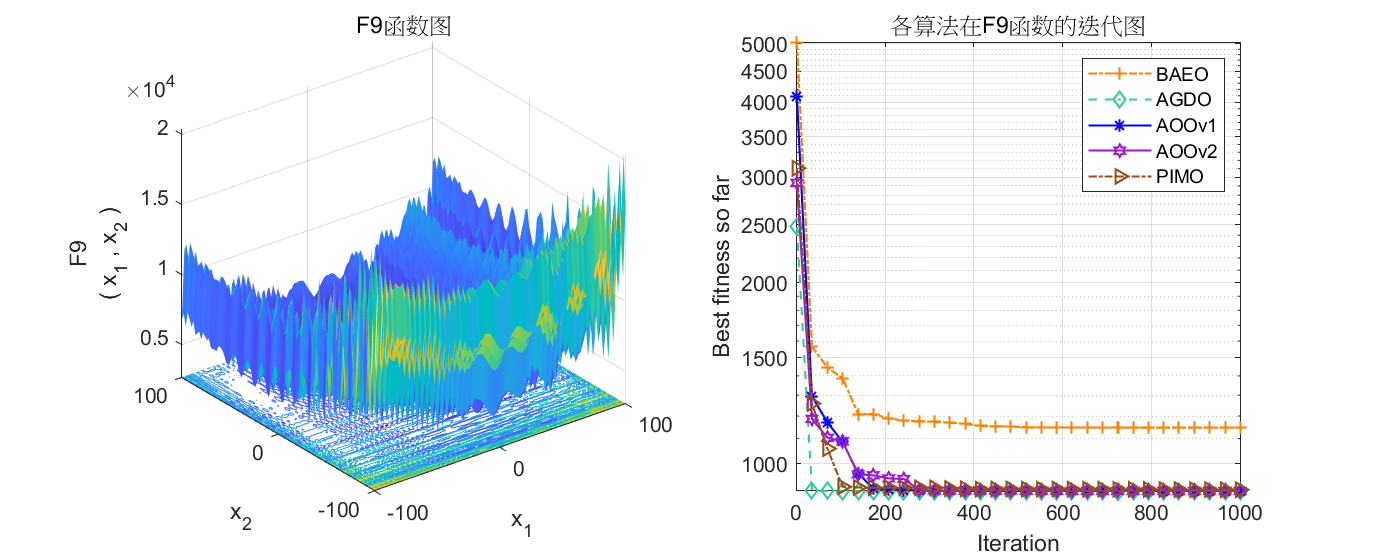 F9函数图
×10⁴
2
1.5
1
0.5
F9
( x₁ , x₂ )
100
0
-100
x₂
-100
0
100
x₁
各算法在F9函数的迭代图
5000
4500
4000
3500
3000
2500
2000
1500
1000
Best fitness so far
BAEO
AGDO
AOOv1
AOOv2
PIMO
0 200 400 600 800 1000
Iteration